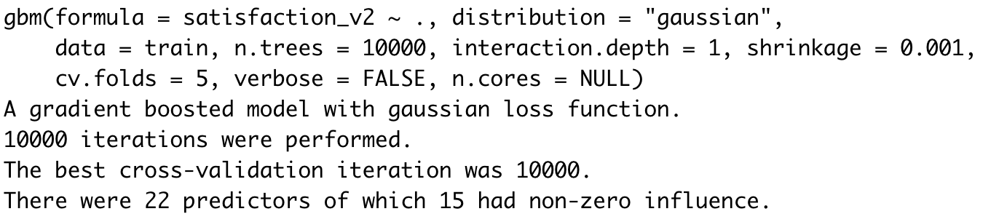 gbm(formula = satisfaction_v2 ~ ., distribution = "gaussian",
    data = train, n.trees = 10000, interaction.depth = 1, shrinkage = 0.001,
    cv.folds = 5, verbose = FALSE, n.cores = NULL)
A gradient boosted model with gaussian loss function.
10000 iterations were performed.
The best cross-validation iteration was 10000.
There were 22 predictors of which 15 had non-zero influence.